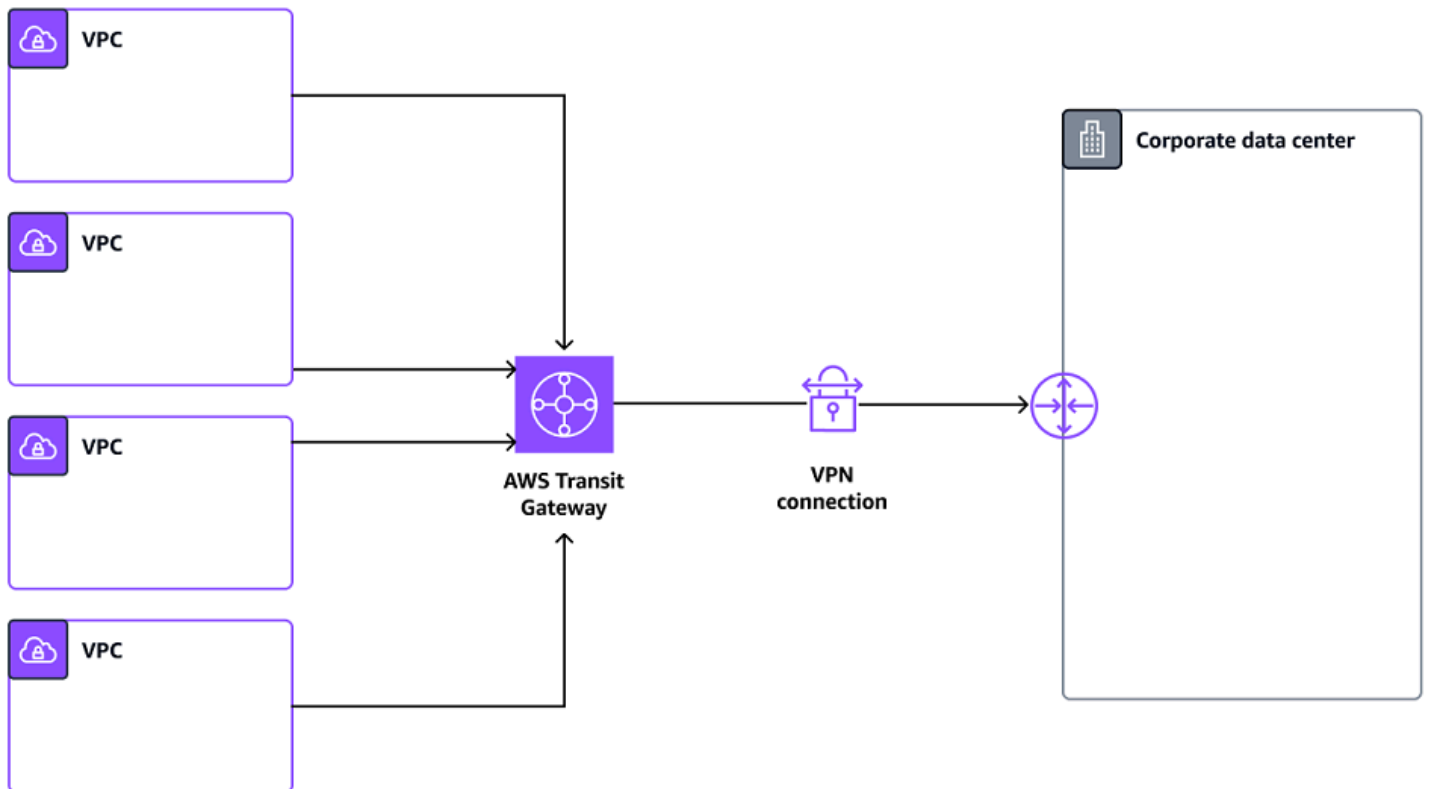 VPC
VPC
VPC
VPC
AWS Transit
Gateway
VPN
connection
Corporate data center